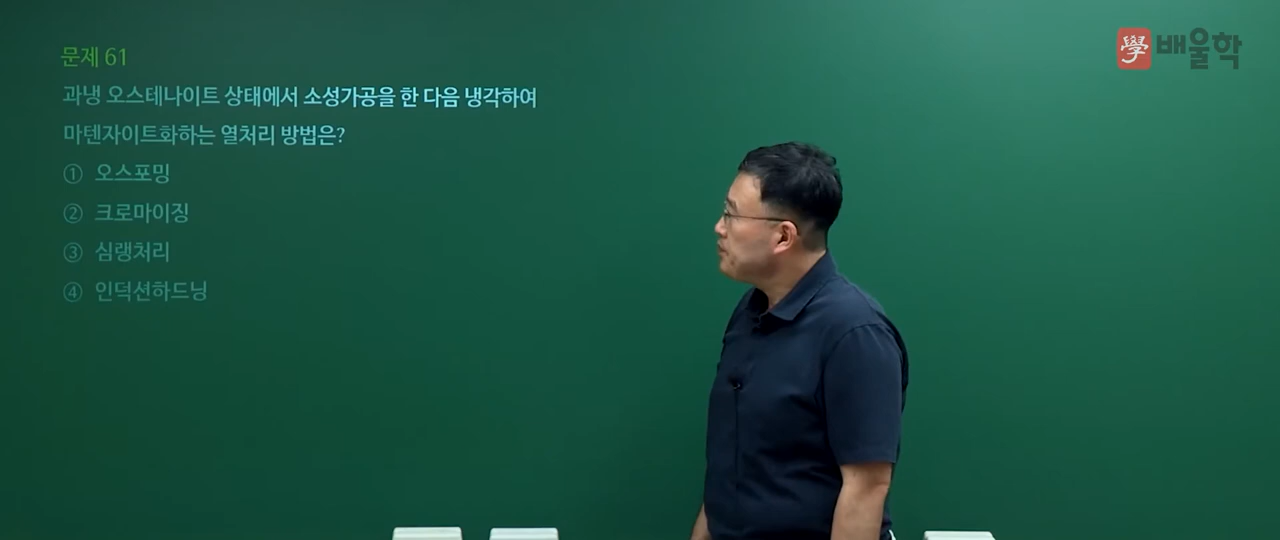 문제 61
과냉 오스테나이트 상태에서 소성가공을 한 다음 냉각하여
마텐자이트화하는 열처리 방법은?
① 오스포밍
② 크로마이징
③ 심랭처리
④ 인덕션하드닝
學 배울학